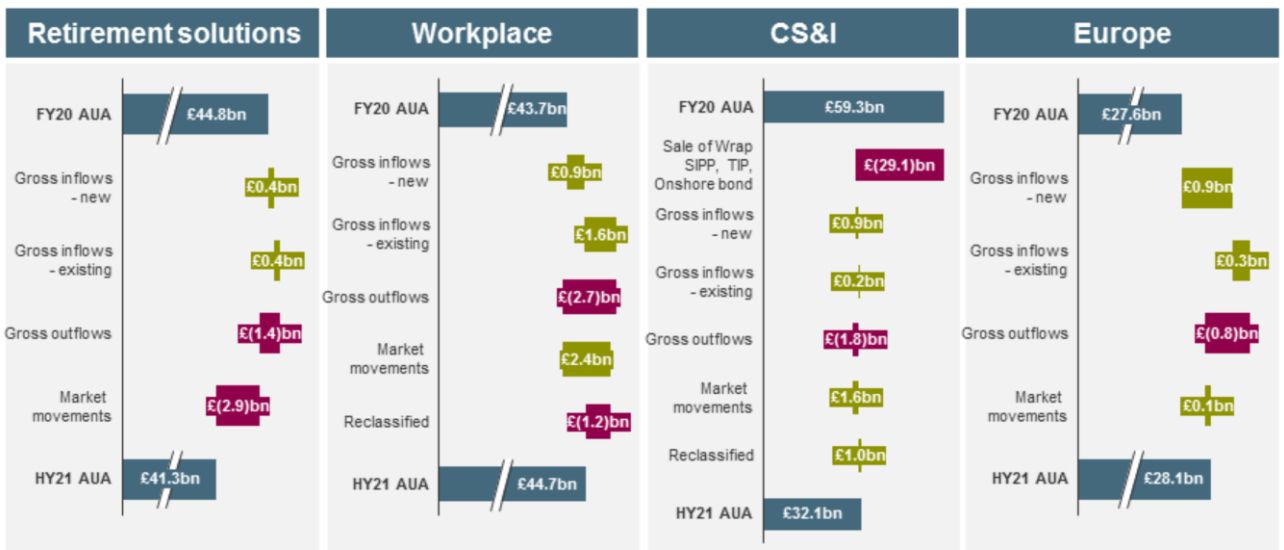 Retirement solutions
FY20 AUA
£44.8bn
Gross inflows
- new
£0.4bn
Gross inflows
- existing
£0.4bn
Gross outflows
£(1.4)bn
Market
movements
£(2.9)bn
HY21 AUA
£41.3bn
Workplace
FY20 AUA
£43.7bn
Gross inflows
- new
£0.9bn
Gross inflows
- existing
£1.6bn
Gross outflows
£(2.7)bn
Market
movements
£2.4bn
Reclassified
£(1.2)bn
HY21 AUA
£44.7bn
CS&I
FY20 AUA
£59.3bn
Sale of Wrap
SIPP, TIP,
Onshore bond
£(29.1)bn
Gross inflows
- new
£0.9bn
Gross inflows
- existing
£0.2bn
Gross outflows
£(1.8)bn
Market
movements
£1.6bn
Reclassified
£1.0bn
HY21 AUA
£32.1bn
Europe
FY20 AUA
£27.6bn
Gross inflows
- new
£0.9bn
Gross inflows
- existing
£0.3bn
Gross outflows
£(0.8)bn
Market
movements
£0.1bn
HY21 AUA
£28.1bn